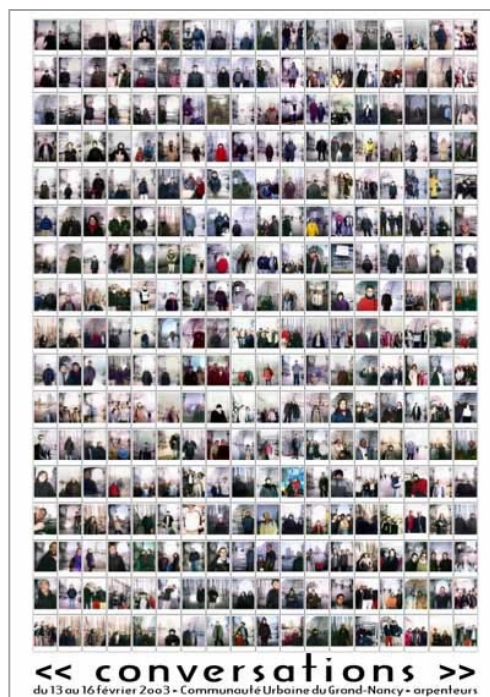 << conversations >>
du 13 au 16 février 2003 • Communauté Urbaine du Grand-Nancy • arpenteurs